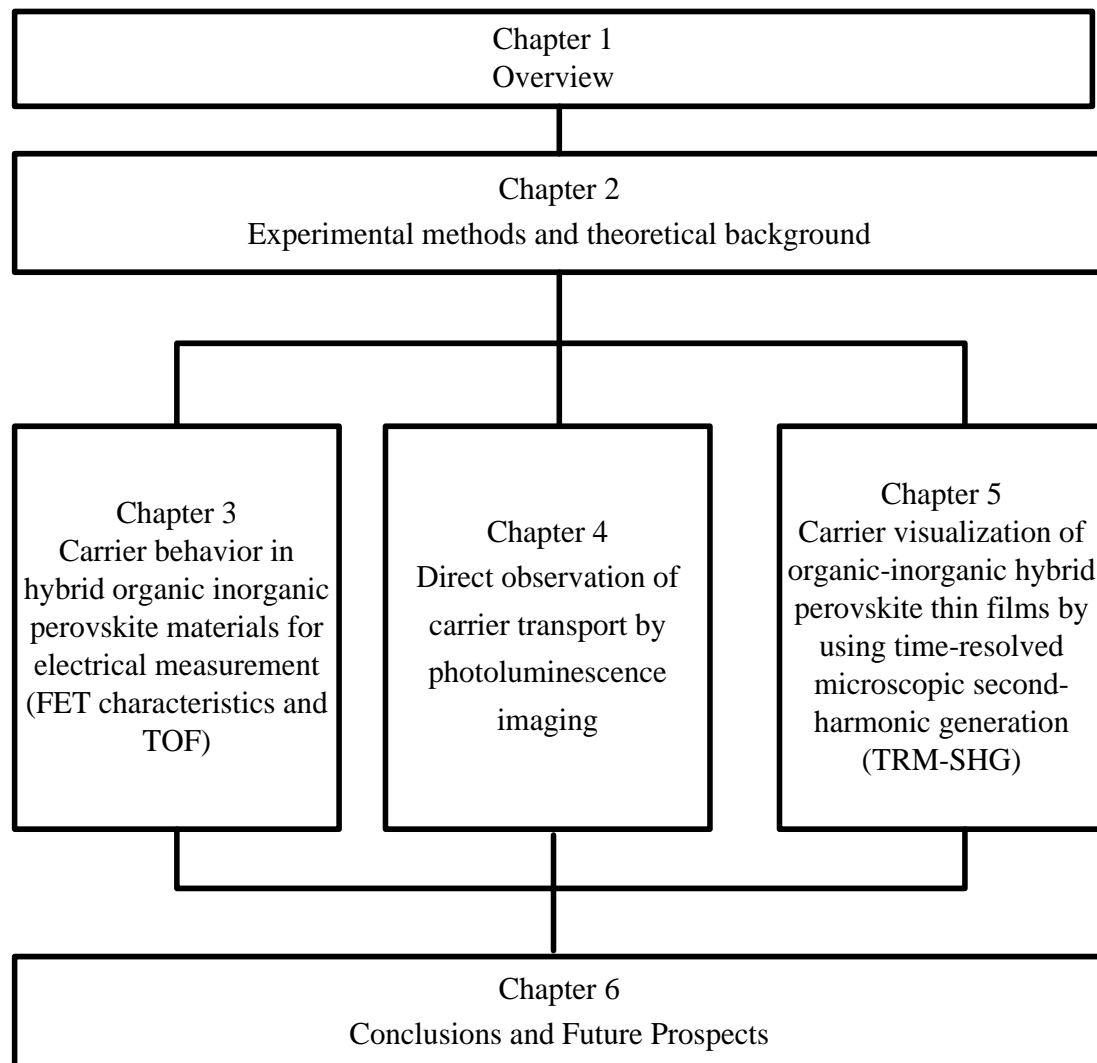 Chapter 1
Overview
Chapter 2
Experimental methods and theoretical background
Chapter 3
Carrier behavior in
hybrid organic inorganic
perovskite materials for
electrical measurement
(FET characteristics and
TOF)
Chapter 4
Direct observation of
carrier transport by
photoluminescence
imaging
Chapter 5
Carrier visualization of
organic-inorganic hybrid
perovskite thin films by
using time-resolved
microscopic second-
harmonic generation
(TRM-SHG)
Chapter 6
Conclusions and Future Prospects